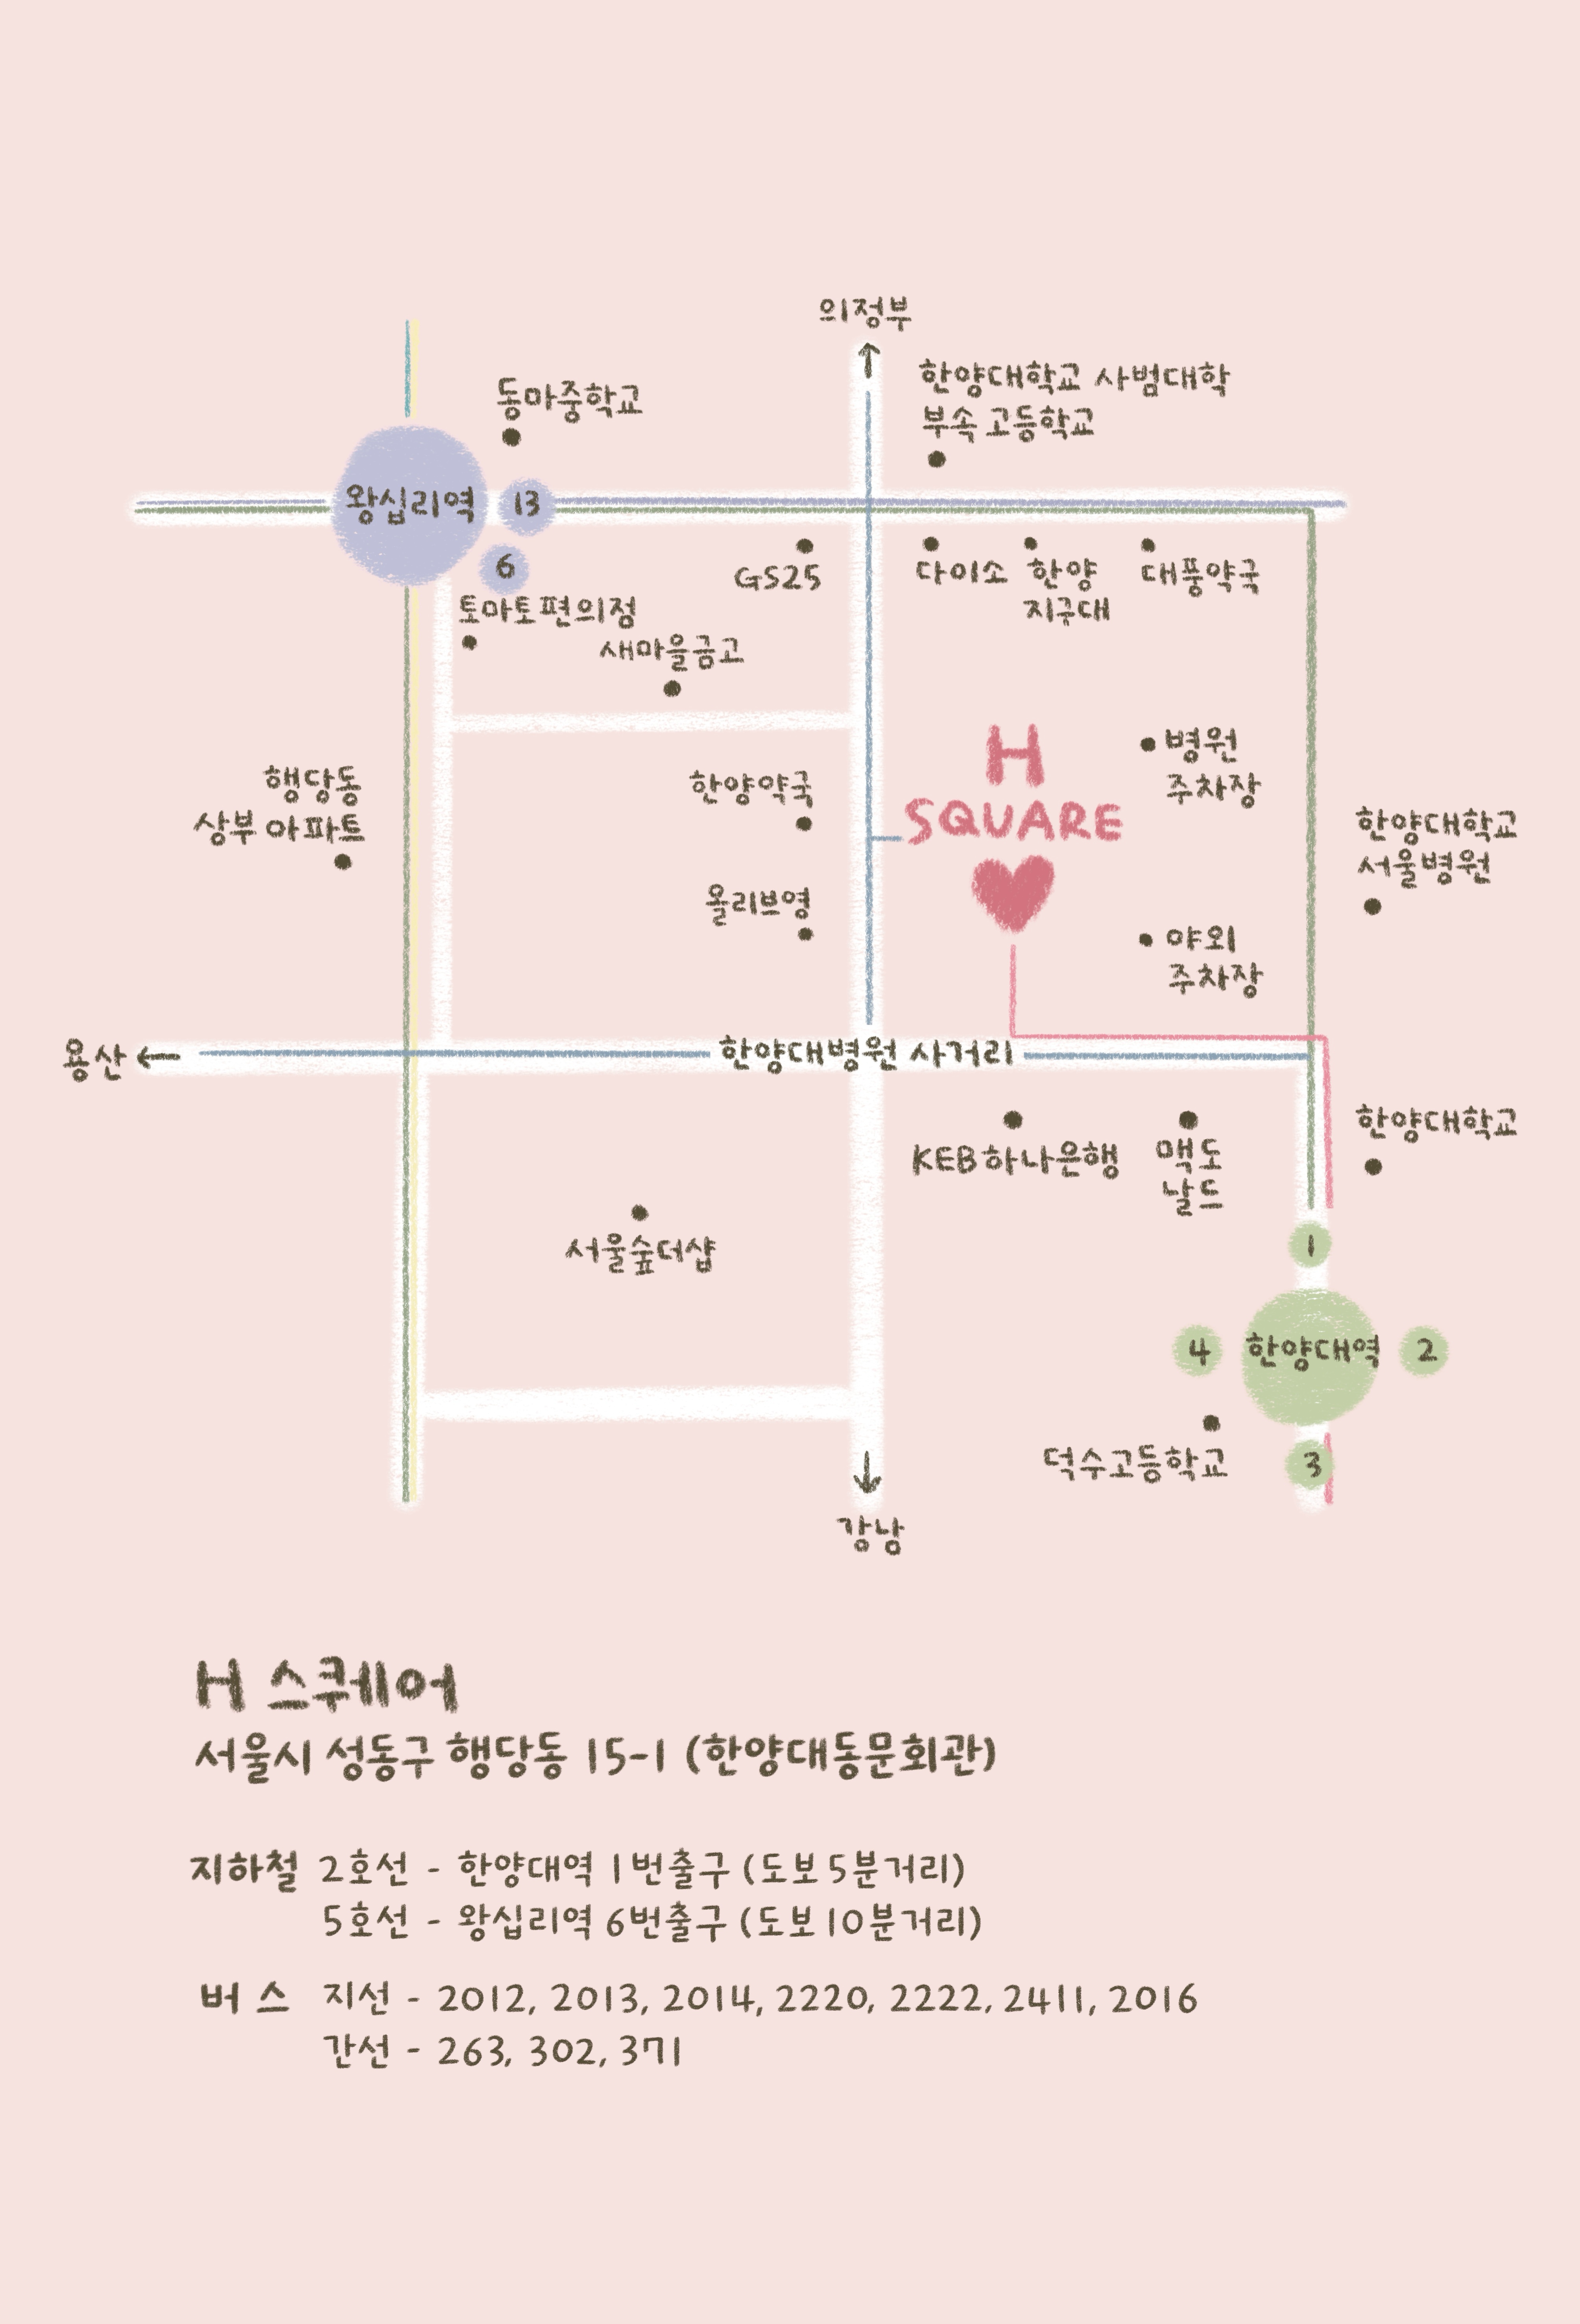 의정부
동마중학교
한양대학교 사범대학
부속 고등학교
왕십리역
13
6
GS25
다이소
한양
지구대
대풍약국
토마토편의점
새마을금고
행당동
상부 아파트
한양약국
H
SQUARE
병원
주차장
한양대학교
서울병원
올리브영
야외
주차장
용산 ←
한양대병원 사거리
KEB하나은행
맥도
날드
한양대학교
서울숲더샵
1
4
한양대역
2
3
덕수고등학교
강남
H 스퀘어
서울시 성동구 행당동 15-1 (한양대동문회관)
지하철 2호선 - 한양대역 1번출구 (도보5분거리)
5호선 - 왕십리역 6번출구 (도보10분거리)
버스 지선 - 2012, 2013, 2014, 2220, 2222, 2411, 2016
간선 - 263, 302, 371